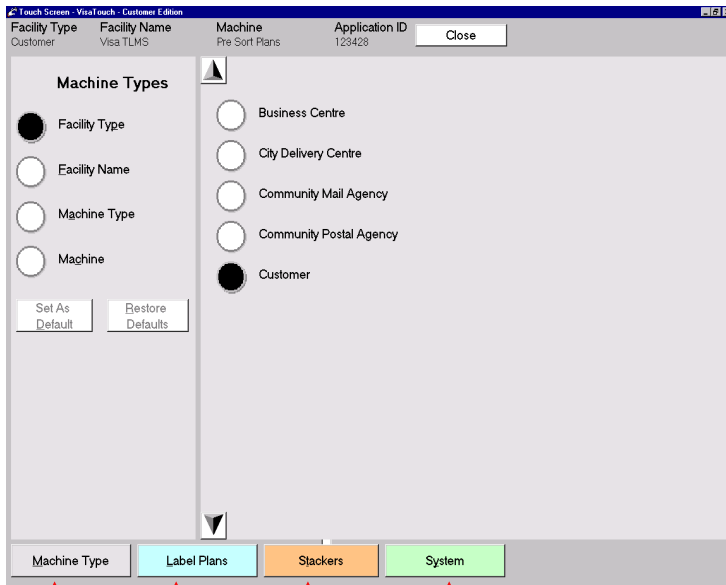 Touch Screen - VisaTouch - Customer Edition
Facility Type Facility Name Machine Application ID
Customer Visa TLMS Pre Sort Plans 123428
Close
Machine Types
Facility Type
Facility Name
Machine Type
Machine
Set As Default
Restore Defaults
Business Centre
City Delivery Centre
Community Mail Agency
Community Postal Agency
Customer
Machine Type Label Plans Stackers System